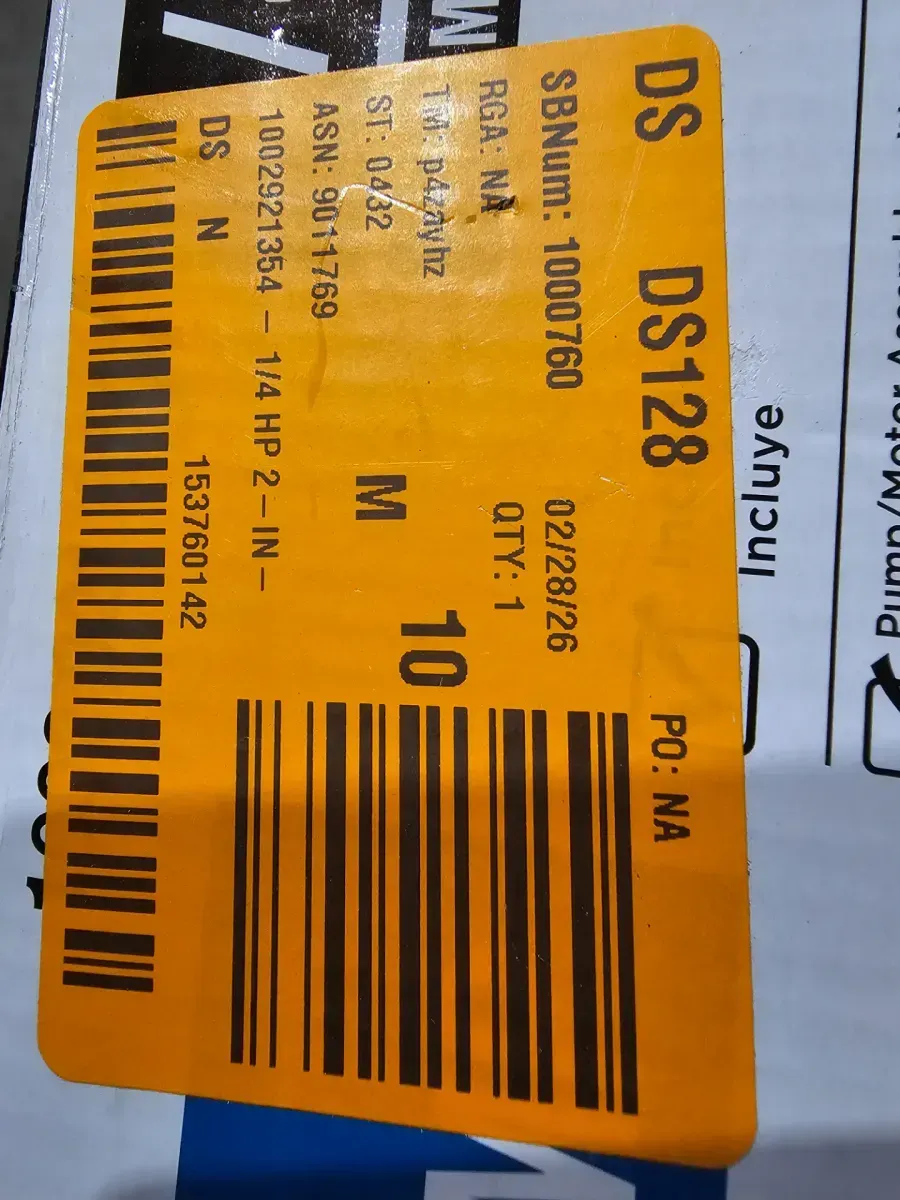 DS DS128 PO: NA
SBNum: 1000760 02/28/26
RGA: NA QTY: 1
ST: 0432 M 10
ASN: 9011769
1002921354 - 1/4 HP 2-IN-
DS N 153760142
Incluye